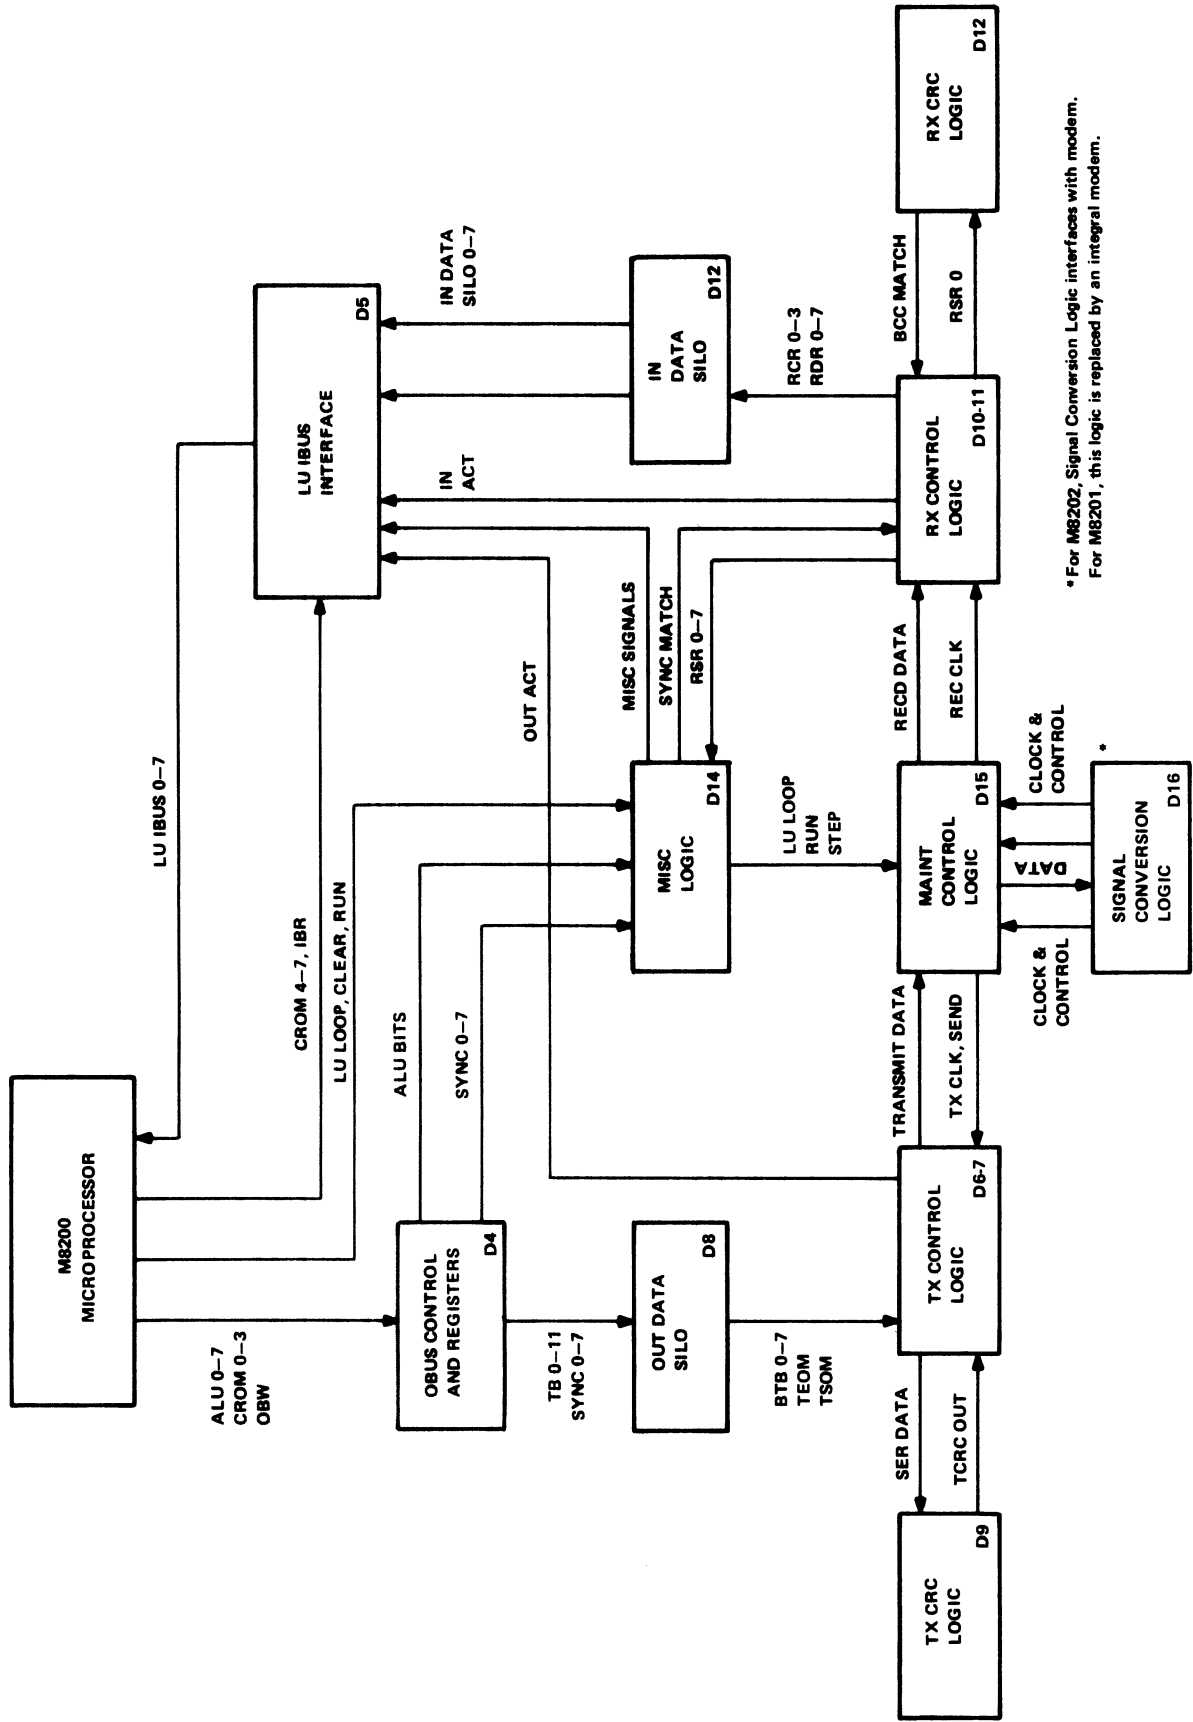 M8200
MICROPROCESSOR
LU IBUS 0–7
ALU 0–7
CROM 0–3
OBW
CROM 4–7, IBR
LU LOOP, CLEAR, RUN
LU IBUS
INTERFACE
D5
OBUS CONTROL
AND REGISTERS
D4
ALU BITS
SYNC 0–7
IN DATA
SILO 0–7
IN
ACT
OUT ACT
TB 0–11
SYNC 0–7
OUT DATA
SILO
D8
MISC
LOGIC
D14
MISC SIGNALS
SYNC MATCH
RSR 0–7
IN
DATA
SILO
D12
BTB 0–7
TEOM
TSOM
LU LOOP
RUN
STEP
RCR 0–3
RDR 0–7
TX CRC
LOGIC
D9
SER DATA
TCRC OUT
TX CONTROL
LOGIC
D6-7
TRANSMIT DATA
TX CLK, SEND
MAINT
CONTROL
LOGIC
D15
RECD DATA
REC CLK
RX CONTROL
LOGIC
D10-11
BCC MATCH
RSR 0
RX CRC
LOGIC
D12
CLOCK &
CONTROL
DATA
CLOCK &
CONTROL
SIGNAL
CONVERSION
LOGIC
D16
*
* For M8202, Signal Conversion Logic interfaces with modem.
For M8201, this logic is replaced by an integral modem.